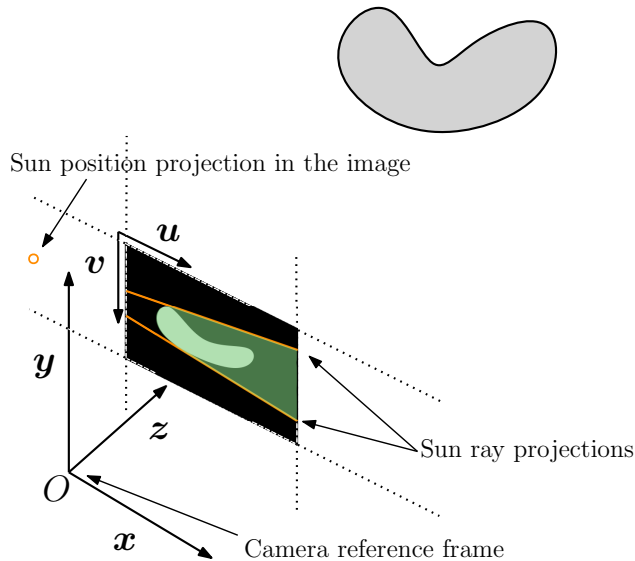 Sun position projection in the image
u
v
y
z
Sun ray projections
O
x
Camera reference frame